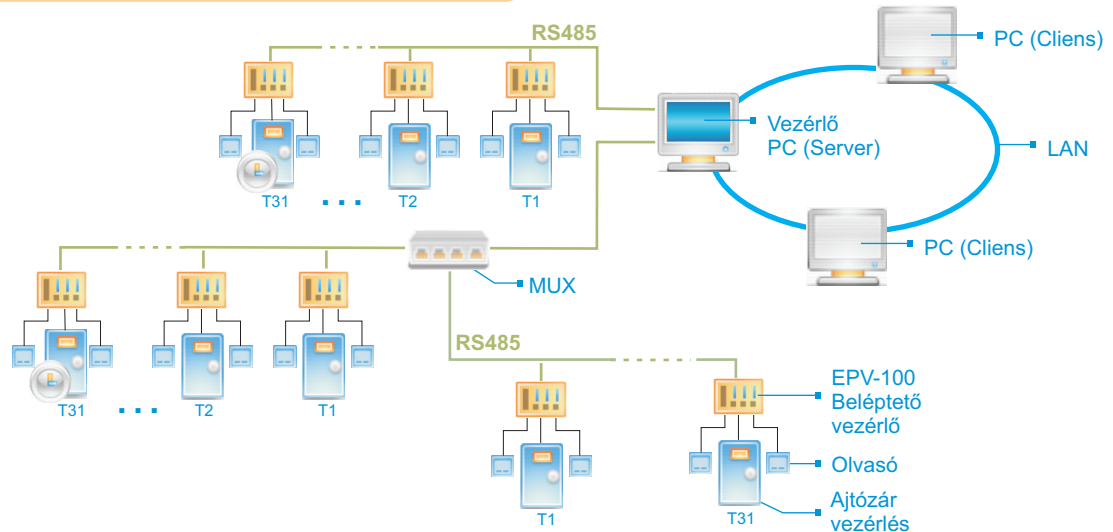 RS485
PC (Cliens)
Vezérlő
PC (Server)
LAN
T31
T2
T1
PC (Cliens)
MUX
T31
T2
T1
RS485
EPV-100
Beléptető
vezérlő
Olvasó
T1
T31
Ajtózár
vezérlés